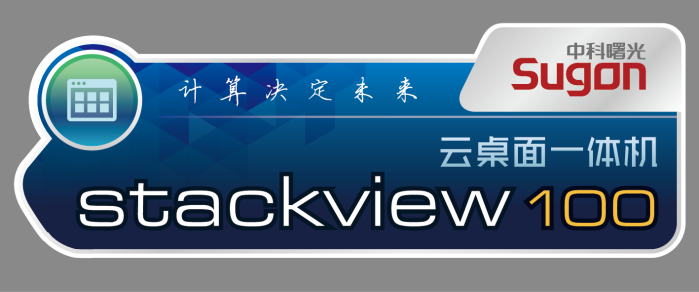 中科曙光
Sugon
计算决定未来
云桌面一体机
stackview 100